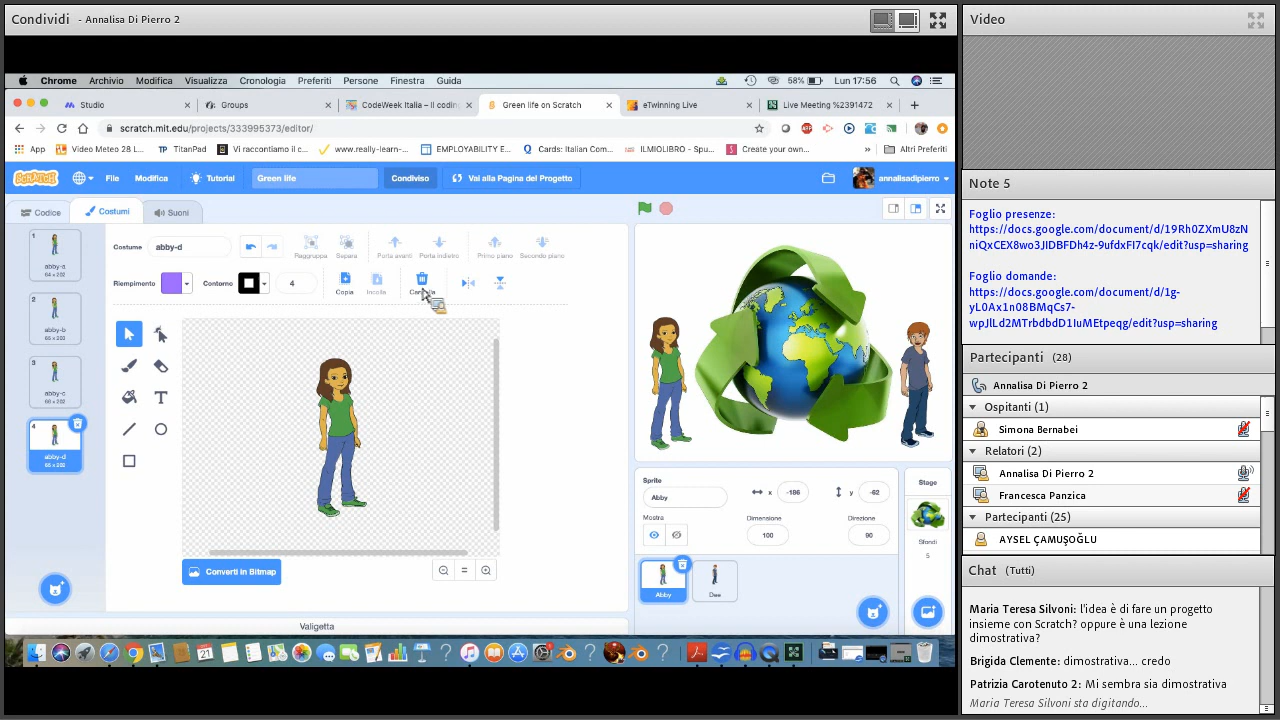 Condividi - Annalisa Di Pierro 2
Chrome Archivio Modifica Visualizza Cronologia Preferiti Persone Finestra Guida
58% Lun 17:56
Studio
Groups
CodeWeek Italia – Il codin
Green life on Scratch
eTwinning Live
Live Meeting %2391472
scratch.mit.edu/projects/333995373/editor/
App
Video Meteo 28 L...
TitanPad
Vi raccontiamo il c...
www.really-learn-...
EMPLOYABILITY E...
Cards: Italian Com...
ILMIOLIBRO - Spu...
Create your own...
»
Altri Preferiti
SCRATCH
File
Modifica
Tutorial
Green life
Condiviso
Vai alla Pagina del Progetto
annalisadipierro
Codice
Costumi
Suoni
1
abby-a
64 x 202
2
abby-b
3
abby-c
4
abby-d
Costume
abby-d
Raggruppa
Separa
Porta avanti
Porta indietro
Primo piano
Secondo piano
Riempimento
Contorno
4
Copia
Incolla
T
Converti in Bitmap
Valigetta
Sprite
Abby
x
-186
y
-62
Mostra
Dimensione
100
Direzione
90
Abby
Dee
Stage
Sfondi
5
21
Video
Note 5
Foglio presenze:
https://docs.google.com/document/d/19Rh0ZXmU8zN
niQxCEX8wo3JIDBFDh4z-9ufdxFI7cqk/edit?usp=sharing
Foglio domande:
https://docs.google.com/document/d/1g-
yL0Ax1n08BMqCs7-
wpJlLd2MTrbdbdD1IuMEtpeqg/edit?usp=sharing
Partecipanti (28)
Annalisa Di Pierro 2
Ospitanti (1)
Simona Bernabei
Relatori (2)
Annalisa Di Pierro 2
Francesca Panzica
Partecipanti (25)
AYSEL ÇAMUŞOĞLU
Chat (Tutti)
Maria Teresa Silvoni: l'idea è di fare un progetto
insieme con Scratch? oppure è una lezione
dimostrativa?
Brigida Clemente: dimostrativa... credo
Patrizia Carotenuto 2: Mi sembra sia dimostrativa
Maria Teresa Silvoni sta digitando...